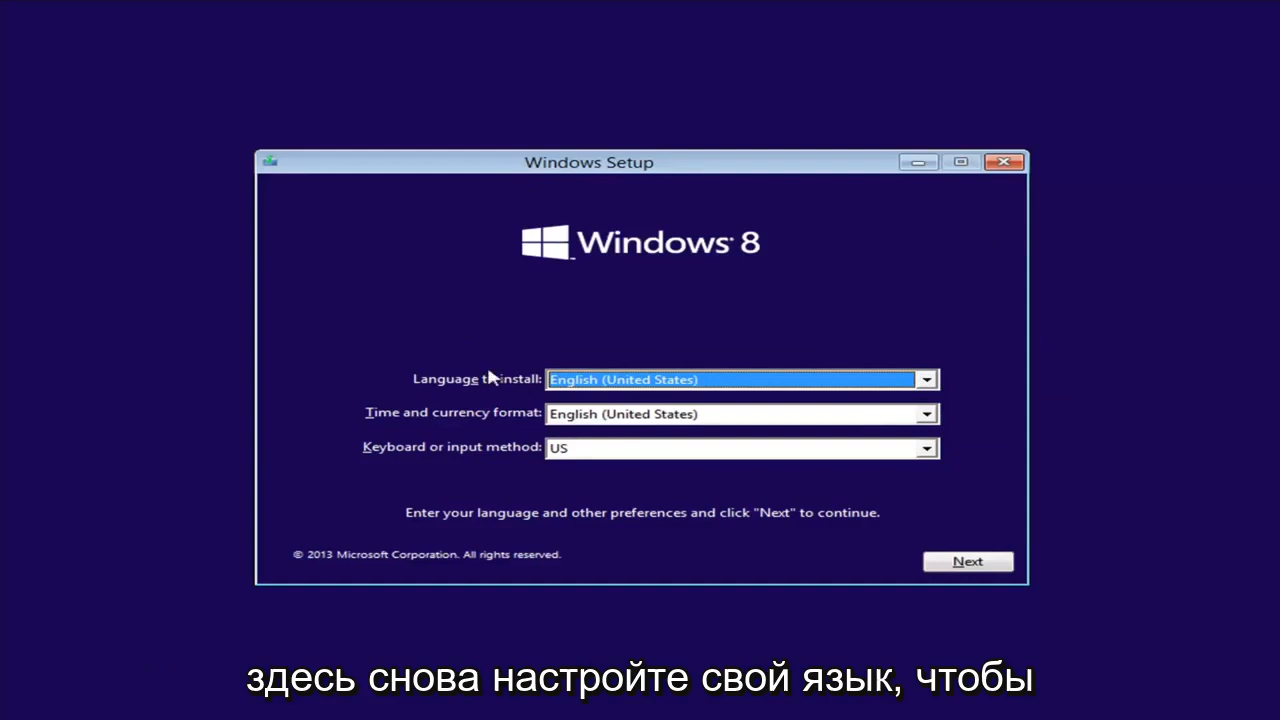 Windows Setup
Windows 8
Language to install: English (United States)
Time and currency format: English (United States)
Keyboard or input method: US
Enter your language and other preferences and click "Next" to continue.
© 2013 Microsoft Corporation. All rights reserved.
Next
здесь снова настройте свой язык, чтобы